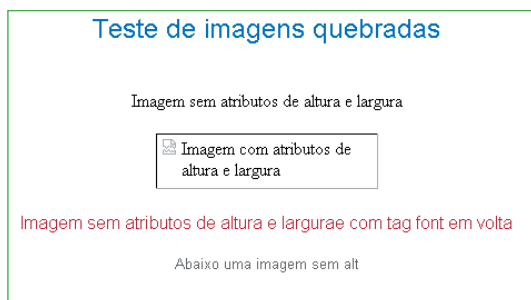 Teste de imagens quebradas
Imagem sem atributos de altura e largura
Imagem com atributos de
altura e largura
Imagem sem atributos de altura e largurae com tag font em volta
Abaixo uma imagem sem alt